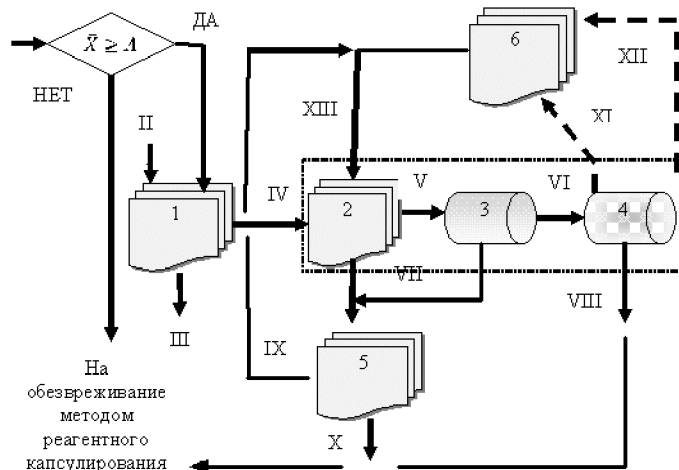 ДА
X̄ ≥ Λ
6
XII
НЕТ
II
XIII
XI
IV
V
VI
1
2
3
4
VII
VIII
III
IX
5
X
На
обезвреживание
методом
реагентного
капсулирования